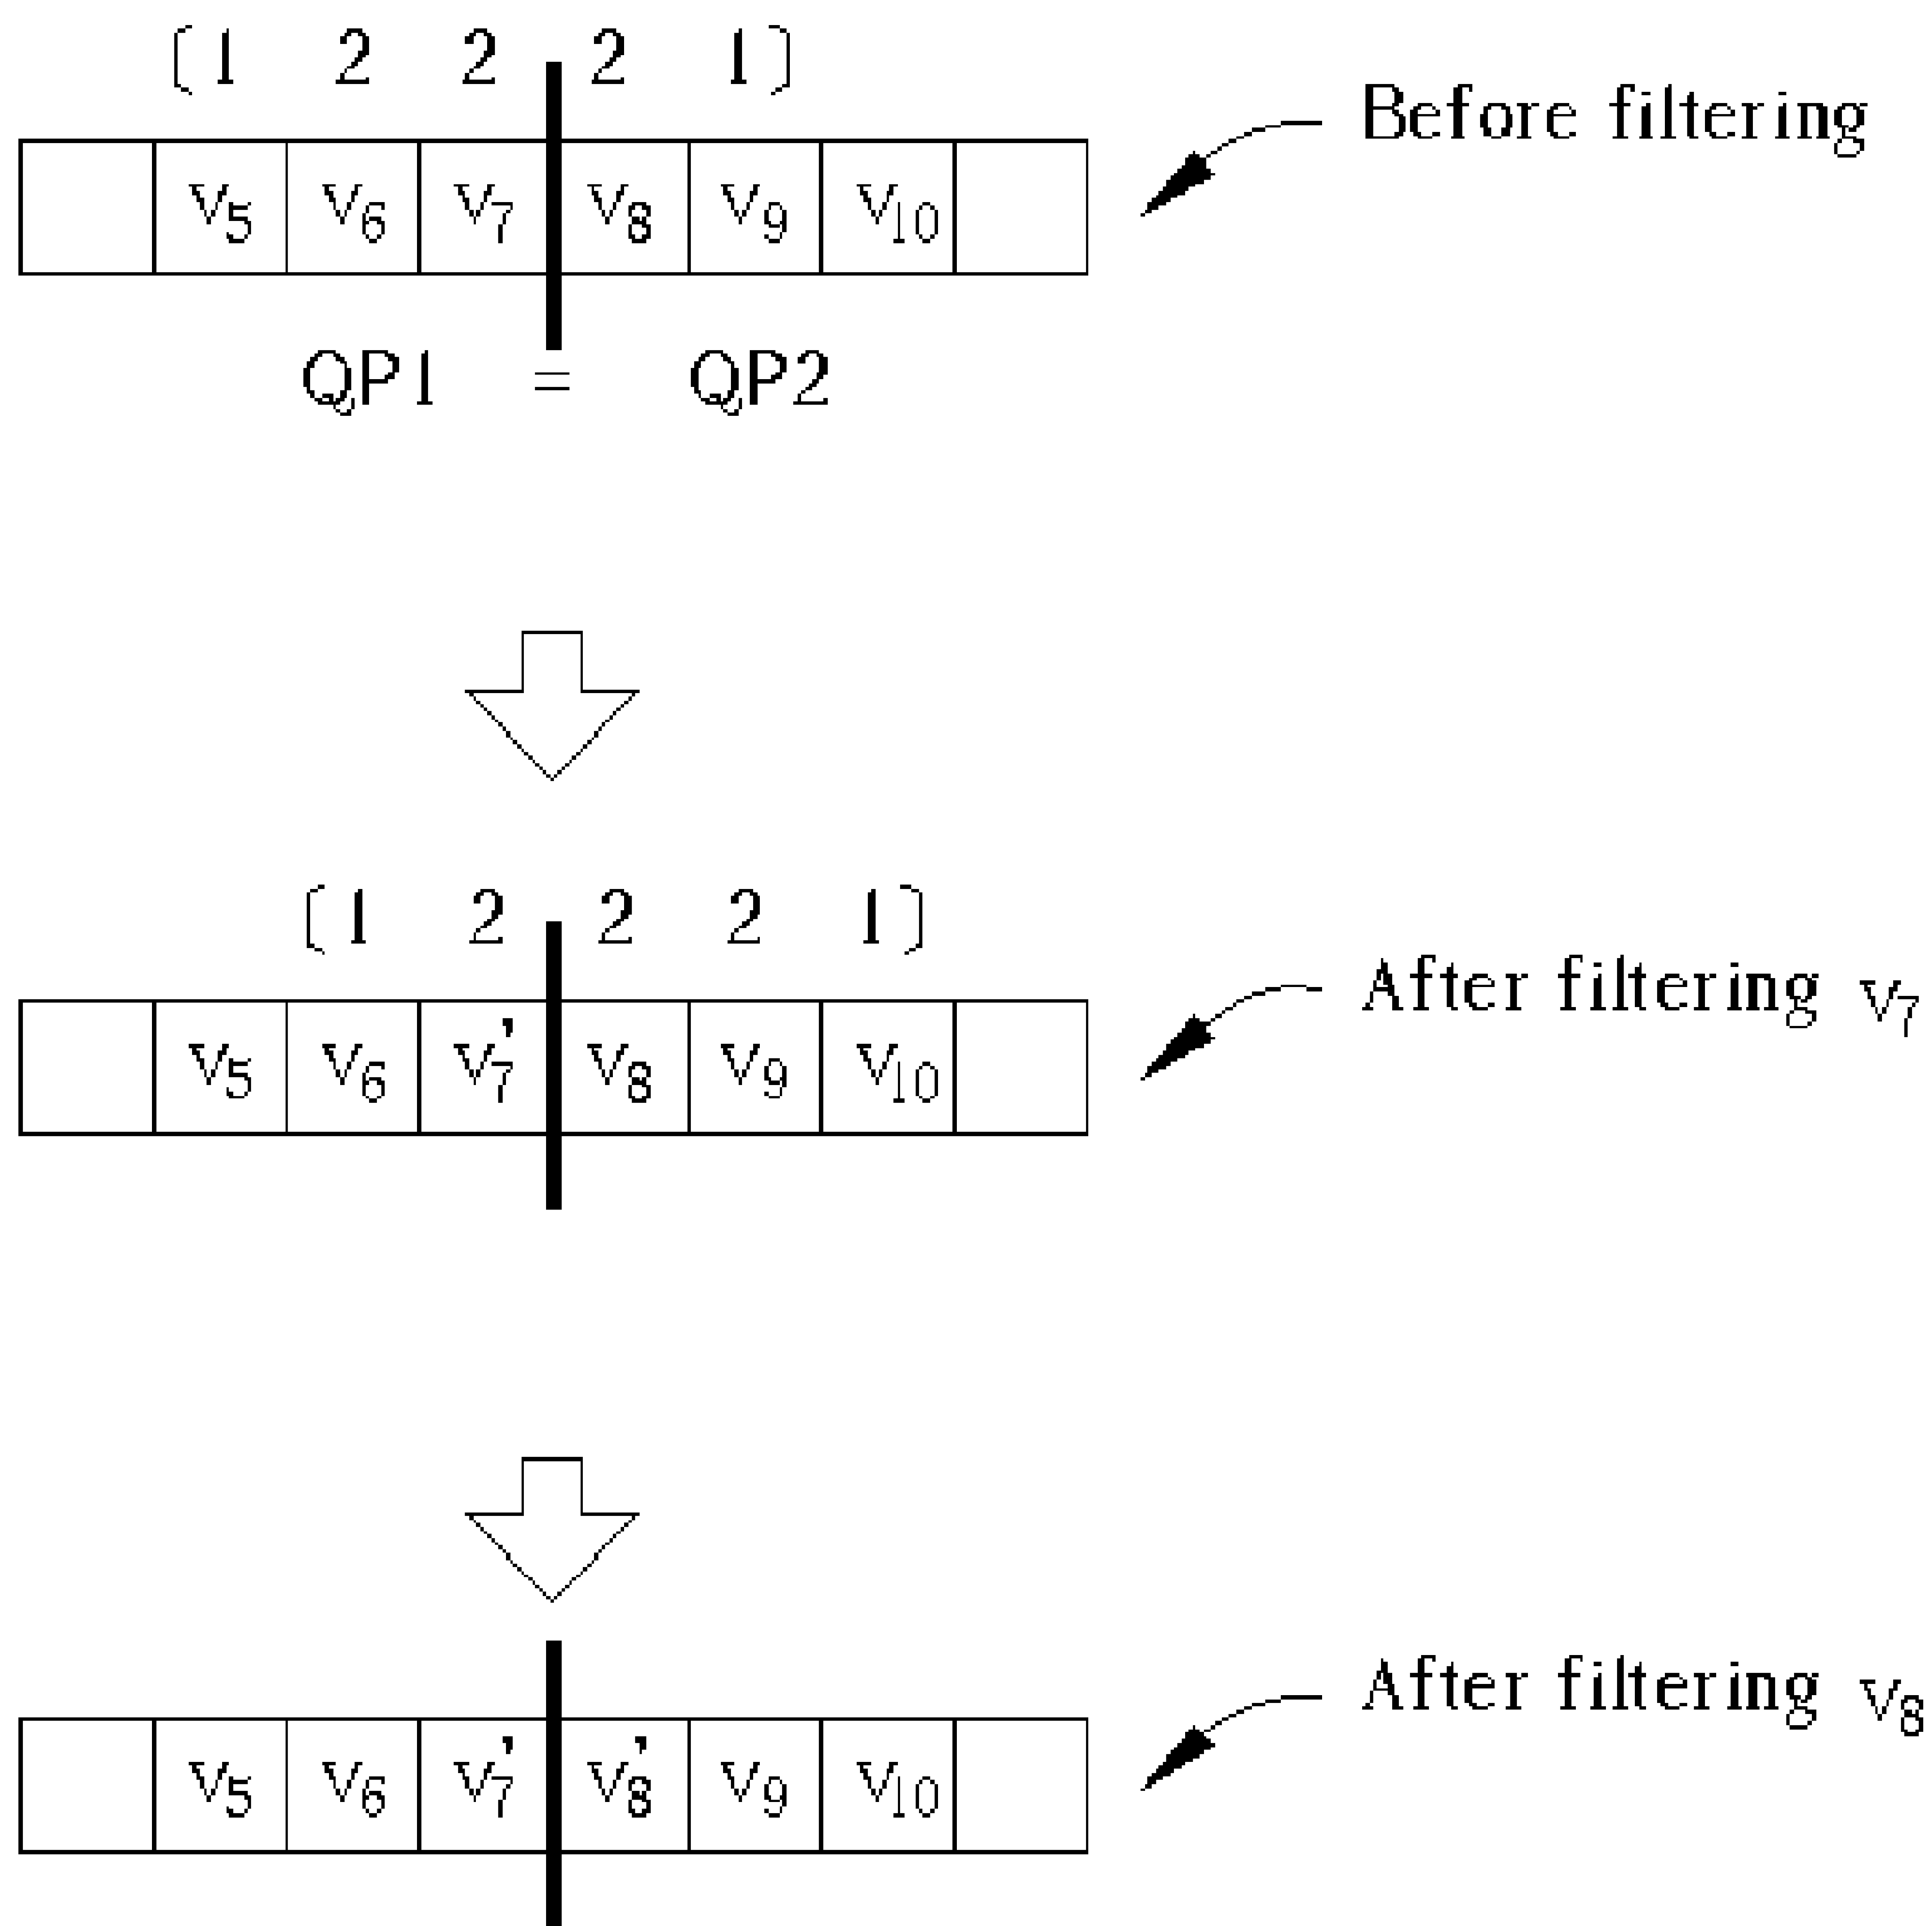 (1 2 2 2 1)
Before filtering
v5 v6 v7 v8 v9 v10
QP1 = QP2
(1 2 2 2 1)
After filtering v7
v5 v6 v7' v8 v9 v10
After filtering v8
v5 v6 v7' v8' v9 v10